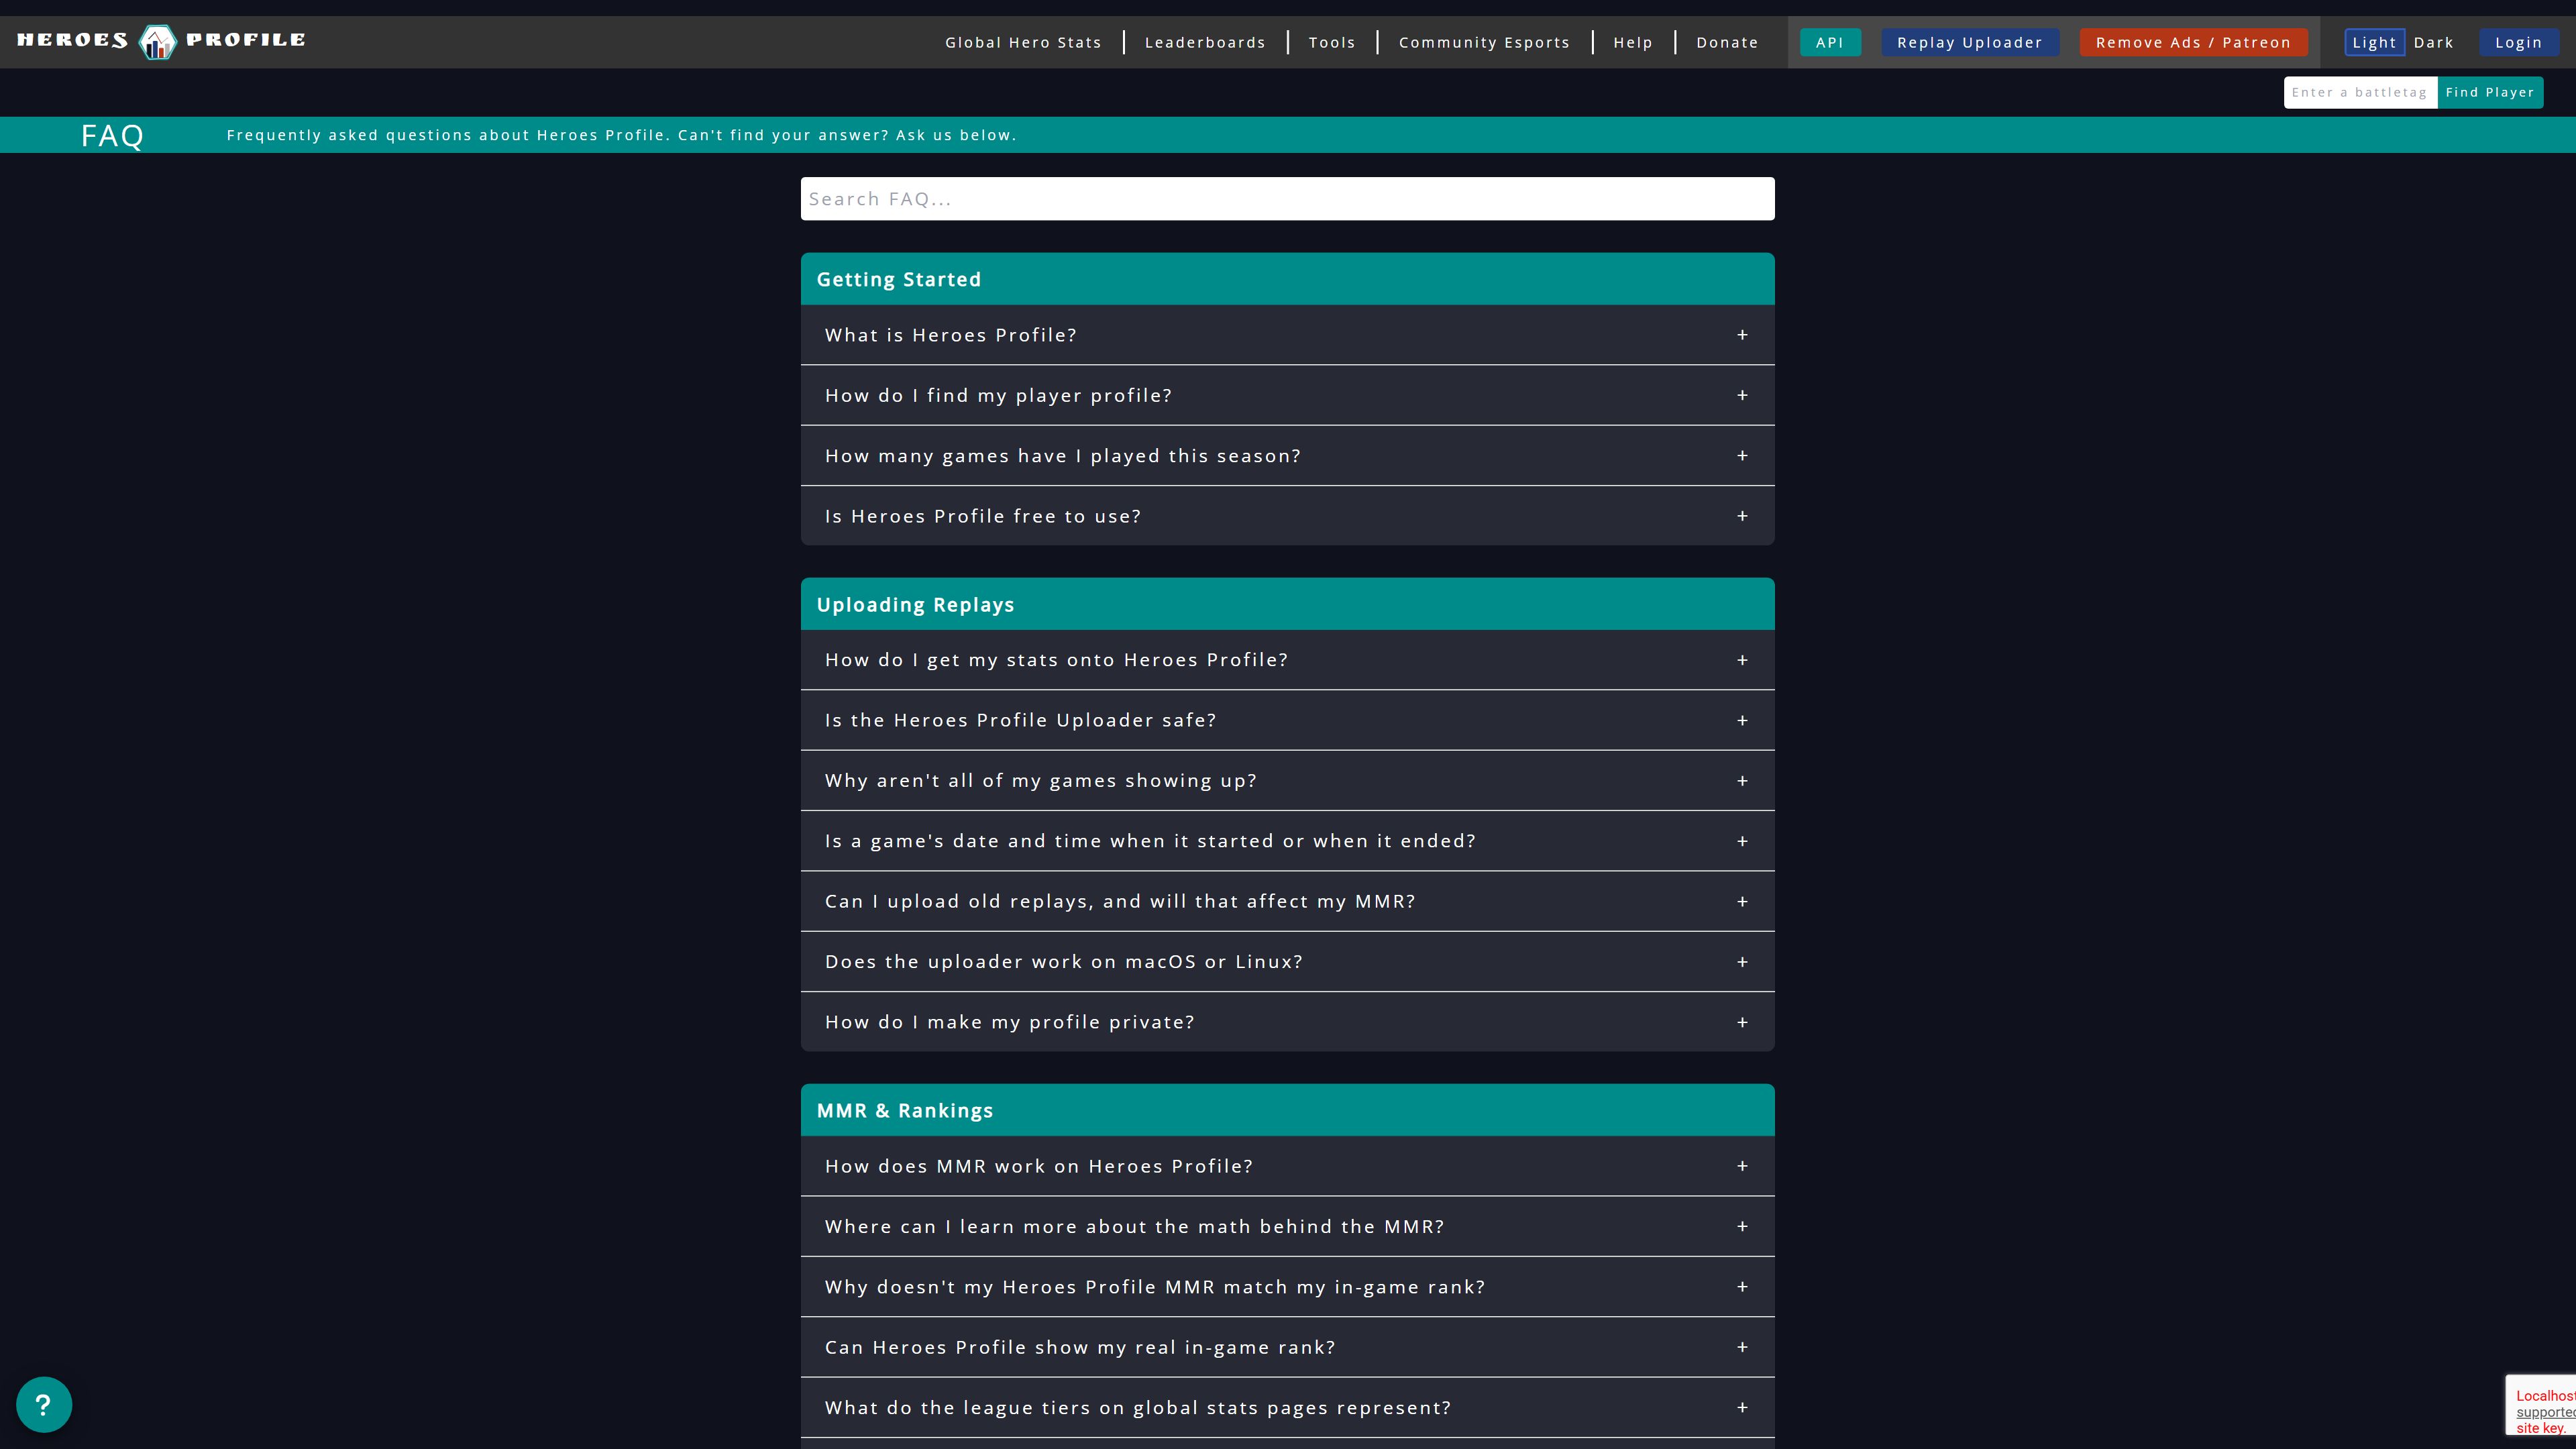 HEROES PROFILE
Global Hero Stats
Leaderboards
Tools
Community Esports
Help
Donate
API
Replay Uploader
Remove Ads / Patreon
Light
Dark
Login
Enter a battletag
Find Player
FAQ
Frequently asked questions about Heroes Profile. Can't find your answer? Ask us below.
Search FAQ...
Getting Started
What is Heroes Profile? +
How do I find my player profile? +
How many games have I played this season? +
Is Heroes Profile free to use? +
Uploading Replays
How do I get my stats onto Heroes Profile? +
Is the Heroes Profile Uploader safe? +
Why aren't all of my games showing up? +
Is a game's date and time when it started or when it ended? +
Can I upload old replays, and will that affect my MMR? +
Does the uploader work on macOS or Linux? +
How do I make my profile private? +
MMR & Rankings
How does MMR work on Heroes Profile? +
Where can I learn more about the math behind the MMR? +
Why doesn't my Heroes Profile MMR match my in-game rank? +
Can Heroes Profile show my real in-game rank? +
What do the league tiers on global stats pages represent? +
?
Localhost
supported
site key.